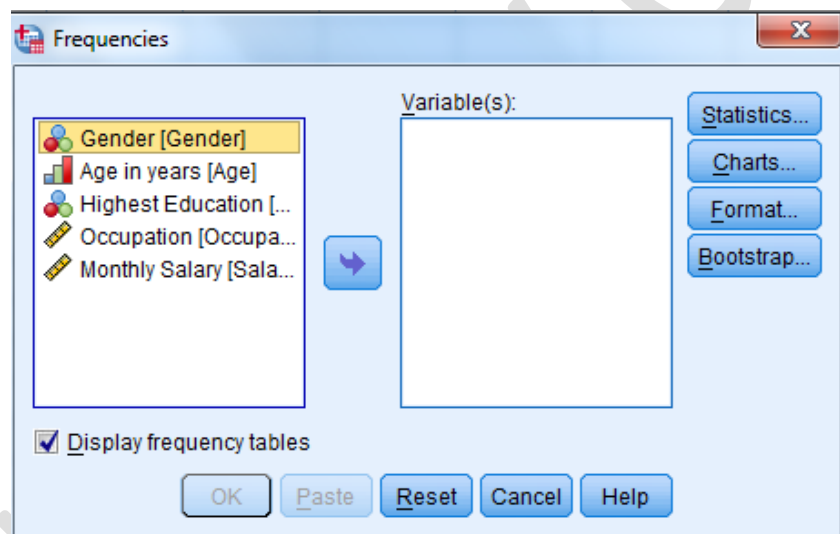 Frequencies
X
Variable(s):
Gender [Gender]
Age in years [Age]
Highest Education [...
Occupation [Occupa...
Monthly Salary [Sala...
Statistics...
Charts...
Format...
Bootstrap...
Display frequency tables
OK Paste Reset Cancel Help